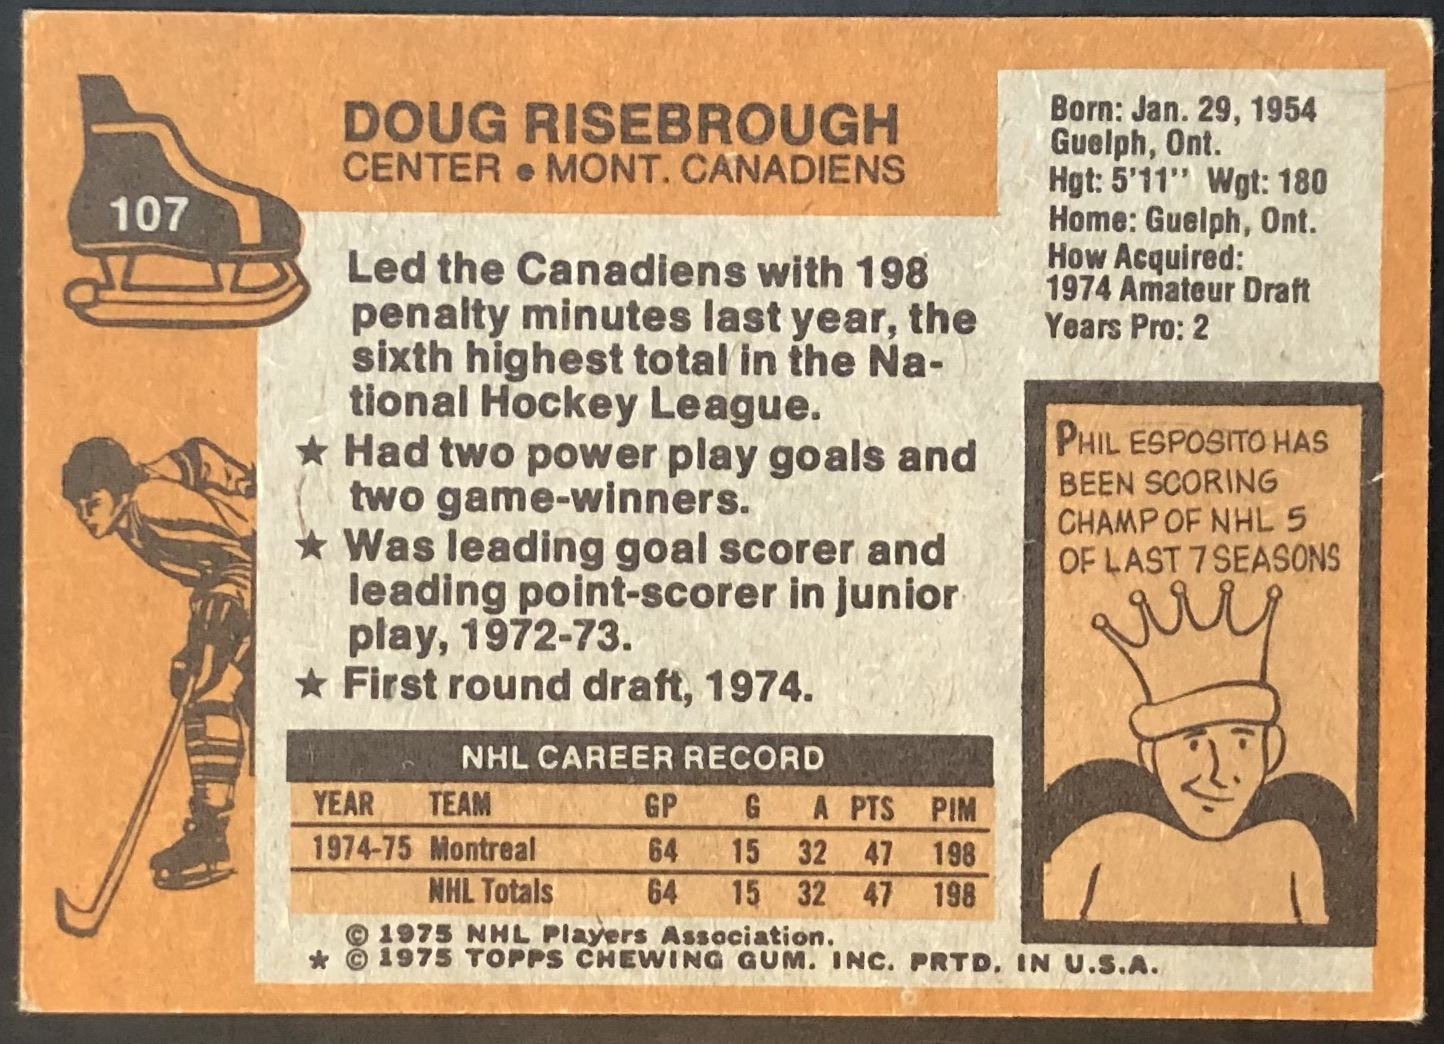 DOUG RISEBROUGH
CENTER • MONT. CANADIENS
107
Born: Jan. 29, 1954
Guelph, Ont.
Hgt: 5'11" Wgt: 180
Home: Guelph, Ont.
How Acquired:
1974 Amateur Draft
Years Pro: 2
Led the Canadiens with 198
penalty minutes last year, the
sixth highest total in the Na-
tional Hockey League.
★ Had two power play goals and
two game-winners.
★ Was leading goal scorer and
leading point-scorer in junior
play, 1972-73.
★ First round draft, 1974.
PHIL ESPOSITO HAS
BEEN SCORING
CHAMP OF NHL 5
OF LAST 7 SEASONS
NHL CAREER RECORD
YEAR TEAM GP G A PTS PIM
1974-75 Montreal 64 15 32 47 198
NHL Totals 64 15 32 47 198
© 1975 NHL Players Association.
★ © 1975 TOPPS CHEWING GUM. INC. PRTD. IN U.S.A.